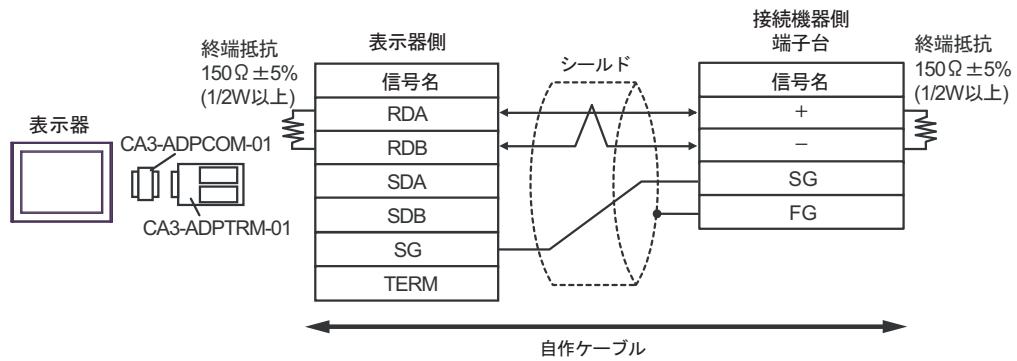 接続機器側
端子台
表示器側
終端抵抗
150Ω±5%
(1/2W以上)
シールド
終端抵抗
150Ω±5%
(1/2W以上)
信号名
信号名
RDA
+
RDB
−
SDA
SG
SDB
FG
SG
TERM
表示器
CA3-ADPCOM-01
CA3-ADPTRM-01
自作ケーブル